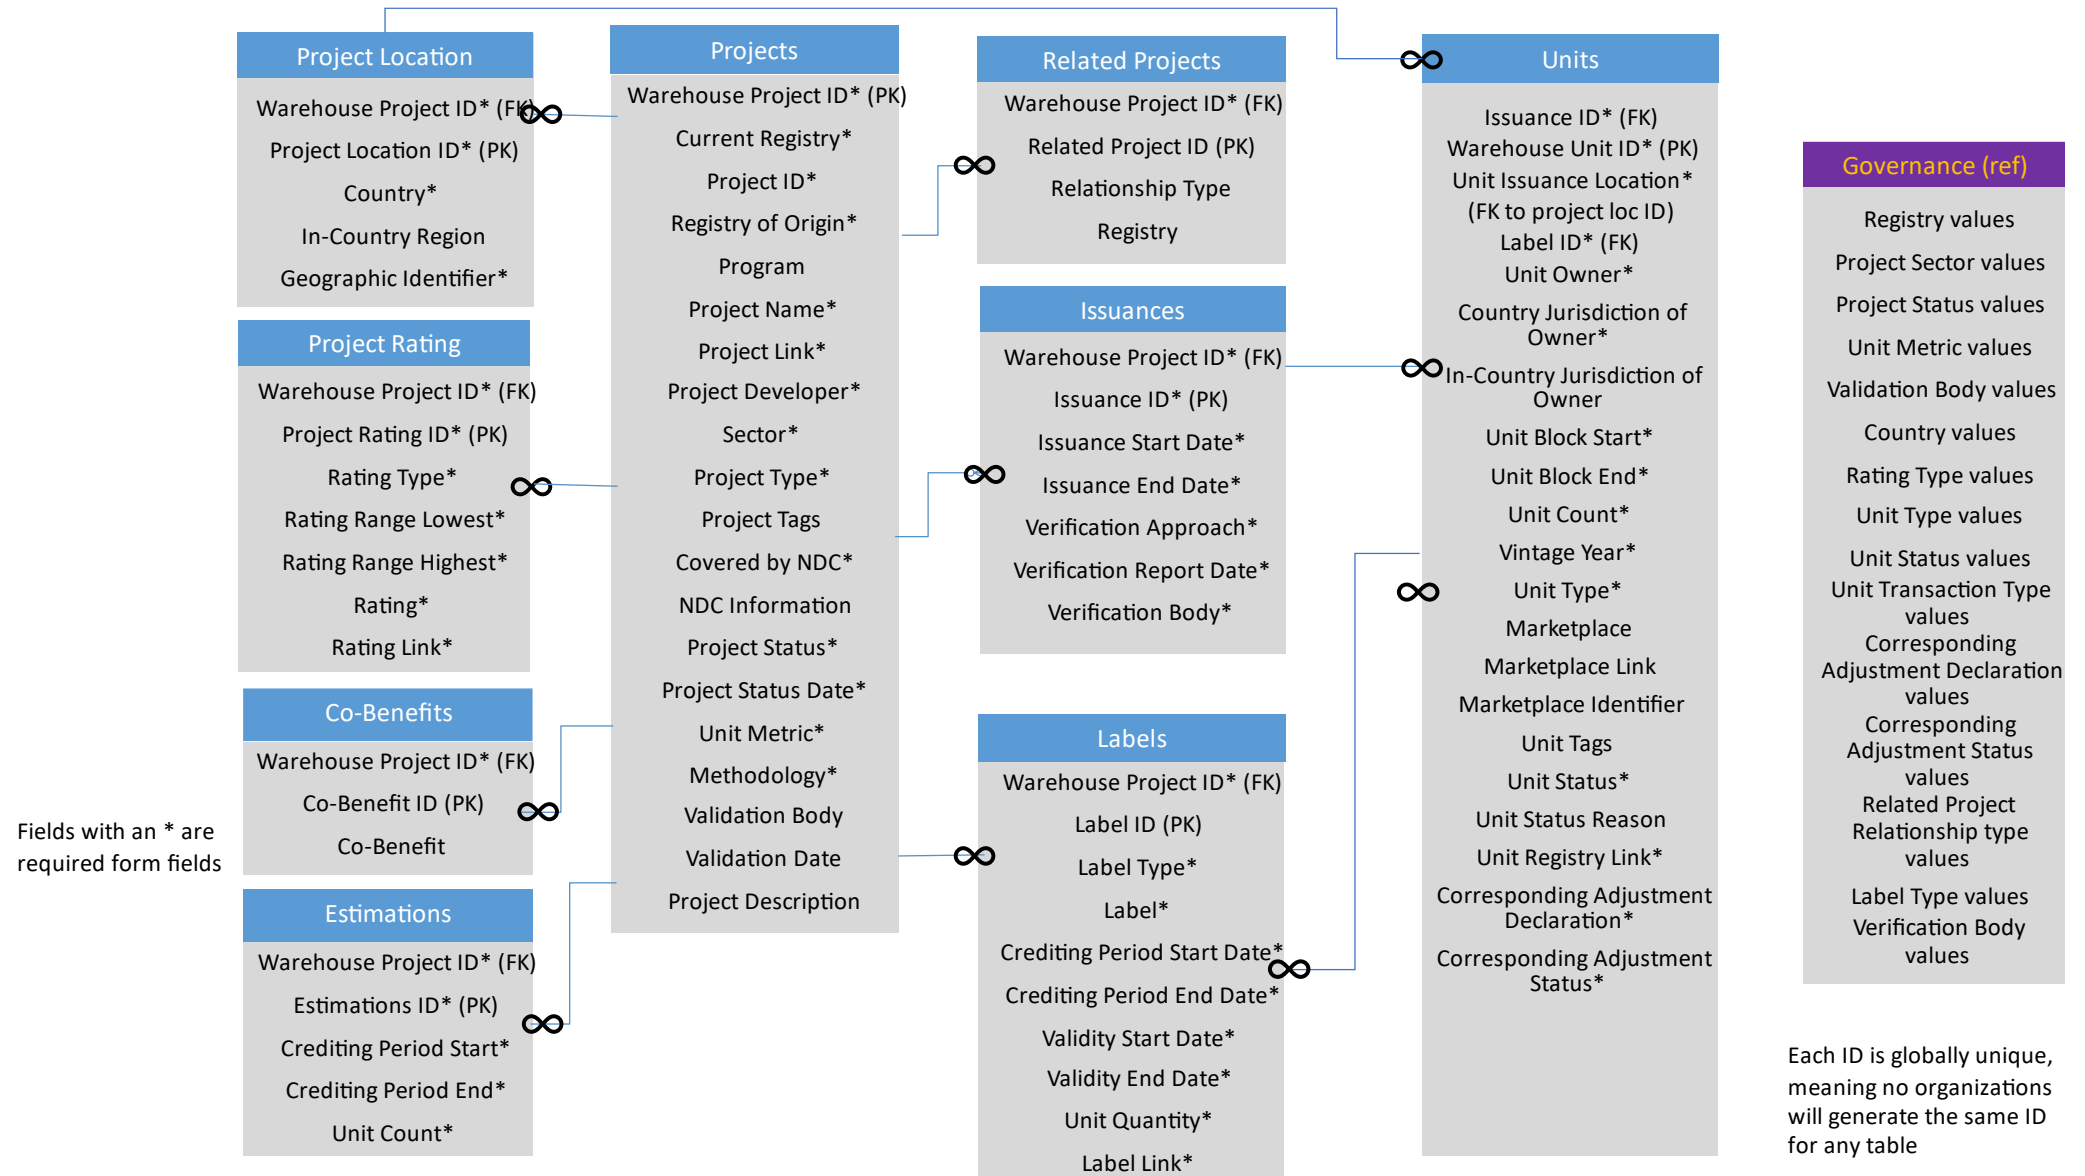 Project Location
Warehouse Project ID* (FK)
Project Location ID* (PK)
Country*
In-Country Region
Geographic Identifier*
Project Rating
Warehouse Project ID* (FK)
Project Rating ID* (PK)
Rating Type*
Rating Range Lowest*
Rating Range Highest*
Rating*
Rating Link*
Co-Benefits
Warehouse Project ID* (FK)
Co-Benefit ID (PK)
Co-Benefit
Estimations
Warehouse Project ID* (FK)
Estimations ID* (PK)
Crediting Period Start*
Crediting Period End*
Unit Count*
Fields with an * are
required form fields
Projects
Warehouse Project ID* (PK)
Current Registry*
Project ID*
Registry of Origin*
Program
Project Name*
Project Link*
Project Developer*
Sector*
Project Type*
Project Tags
Covered by NDC*
NDC Information
Project Status*
Project Status Date*
Unit Metric*
Methodology*
Validation Body
Validation Date
Project Description
Related Projects
Warehouse Project ID* (FK)
Related Project ID (PK)
Relationship Type
Registry
Issuances
Warehouse Project ID* (FK)
Issuance ID* (PK)
Issuance Start Date*
Issuance End Date*
Verification Approach*
Verification Report Date*
Verification Body*
Labels
Warehouse Project ID* (FK)
Label ID (PK)
Label Type*
Label*
Crediting Period Start Date*
Crediting Period End Date*
Validity Start Date*
Validity End Date*
Unit Quantity*
Label Link*
Units
Issuance ID* (FK)
Warehouse Unit ID* (PK)
Unit Issuance Location*
(FK to project loc ID)
Label ID* (FK)
Unit Owner*
Country Jurisdiction of
Owner*
In-Country Jurisdiction of
Owner
Unit Block Start*
Unit Block End*
Unit Count*
Vintage Year*
Unit Type*
Marketplace
Marketplace Link
Marketplace Identifier
Unit Tags
Unit Status*
Unit Status Reason
Unit Registry Link*
Corresponding Adjustment
Declaration*
Corresponding Adjustment
Status*
Governance (ref)
Registry values
Project Sector values
Project Status values
Unit Metric values
Validation Body values
Country values
Rating Type values
Unit Type values
Unit Status values
Unit Transaction Type
values
Corresponding
Adjustment Declaration
values
Corresponding
Adjustment Status
values
Related Project
Relationship type
values
Label Type values
Verification Body
values
Each ID is globally unique,
meaning no organizations
will generate the same ID
for any table